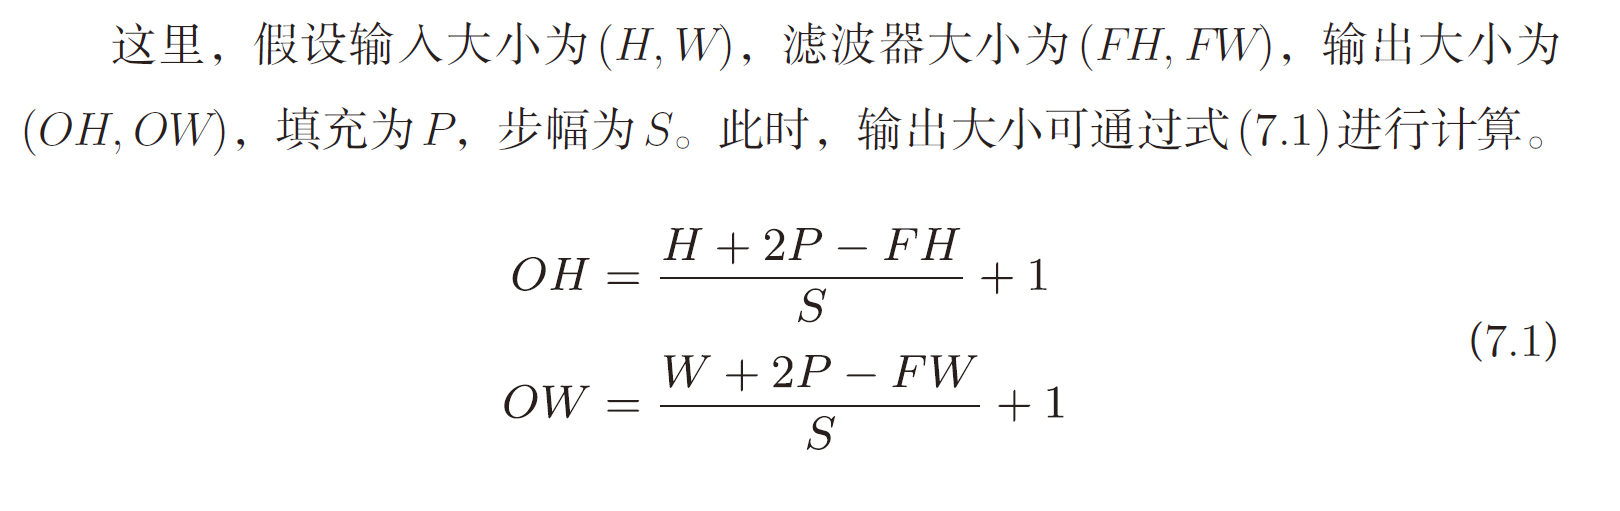 这里，假设输入大小为(H, W)，滤波器大小为(FH, FW)，输出大小为
(OH, OW)，填充为P，步幅为S。此时，输出大小可通过式(7.1)进行计算。
OH = \frac{H + 2P − FH}{S} + 1
OW = \frac{W + 2P − FW}{S} + 1
(7.1)